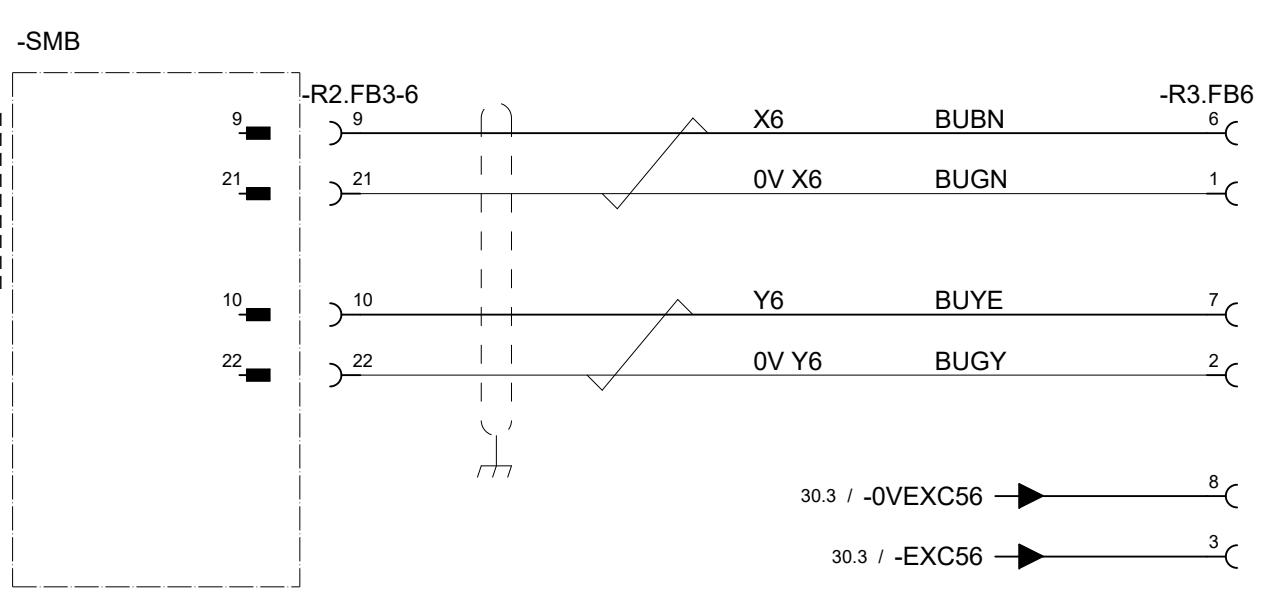 -SMB
-R2.FB3-6 -R3.FB6
9 9 X6 BUBN 6
21 21 0V X6 BUGN 1
10 10 Y6 BUYE 7
22 22 0V Y6 BUGY 2
30.3 / -0VEXC56 8
30.3 / -EXC56 3